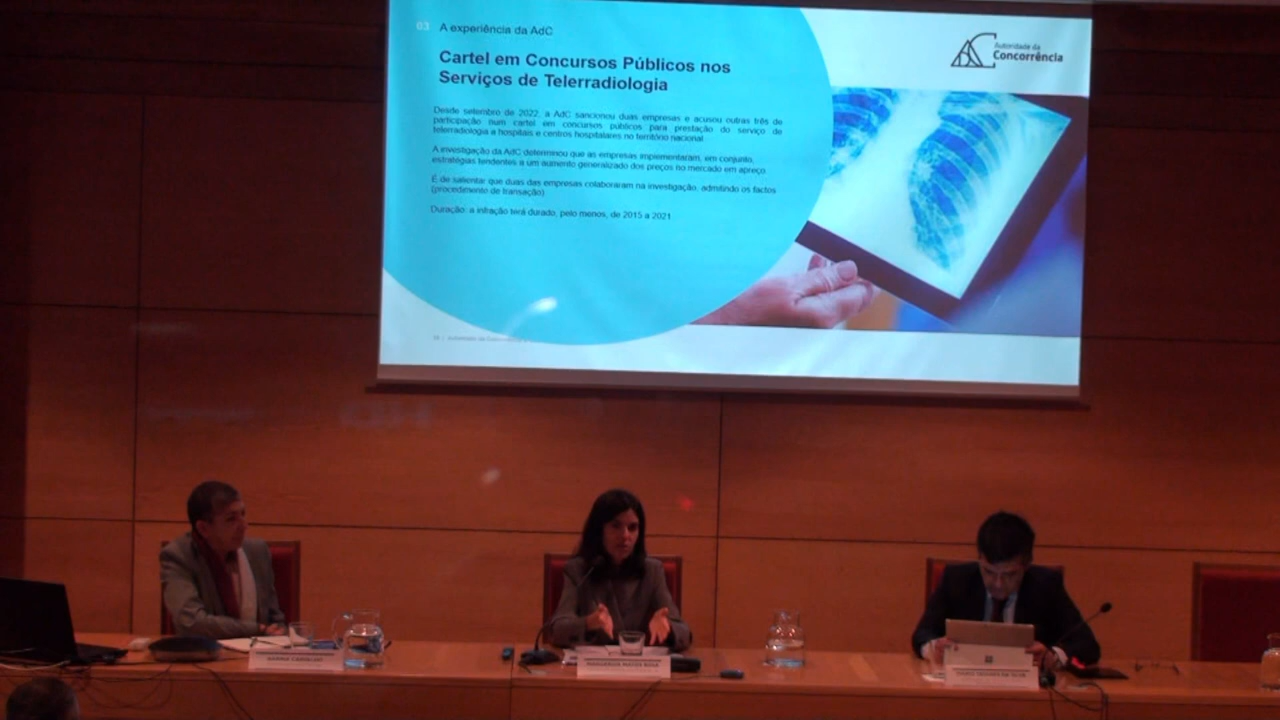 03 A experiência da AdC
Autoridade da
Concorrência
Cartel em Concursos Públicos nos
Serviços de Telerradiologia
Desde setembro de 2022, a AdC sancionou duas empresas e acusou outras três de
participação num cartel em concursos públicos para prestação do serviço de
telerradiologia a hospitais e centros hospitalares no território nacional.
A investigação da AdC determinou que as empresas implementaram, em conjunto,
estratégias tendentes a um aumento generalizado dos preços no mercado em apreço.
É de salientar que duas das empresas colaboraram na investigação, admitindo os factos
(procedimento de transação)
Duração: a infração terá durado, pelo menos, de 2015 a 2021
MARGARIDA MATOS ROSA